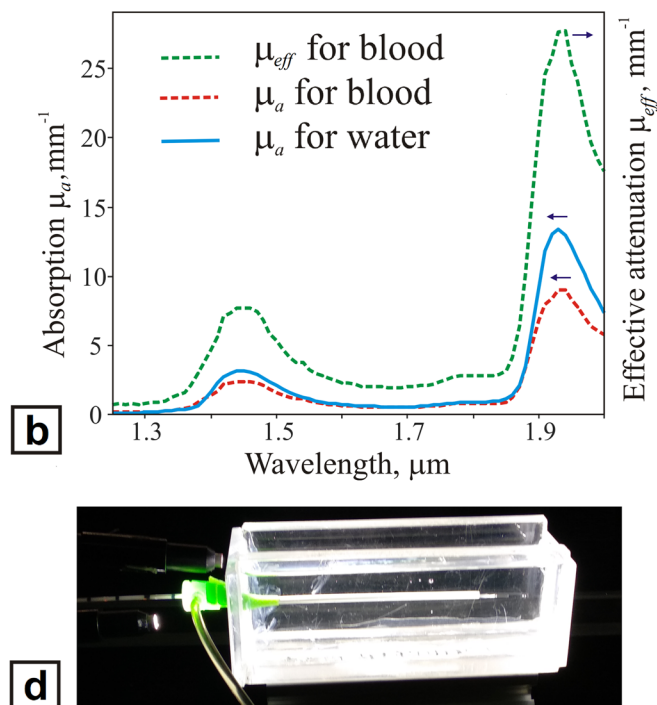 b
μeff for blood
μa for blood
μa for water
Absorption μa, mm-1
25
20
15
10
5
0
1.3 1.5 1.7 1.9
Wavelength, μm
Effective attenuation μeff, mm-1
d